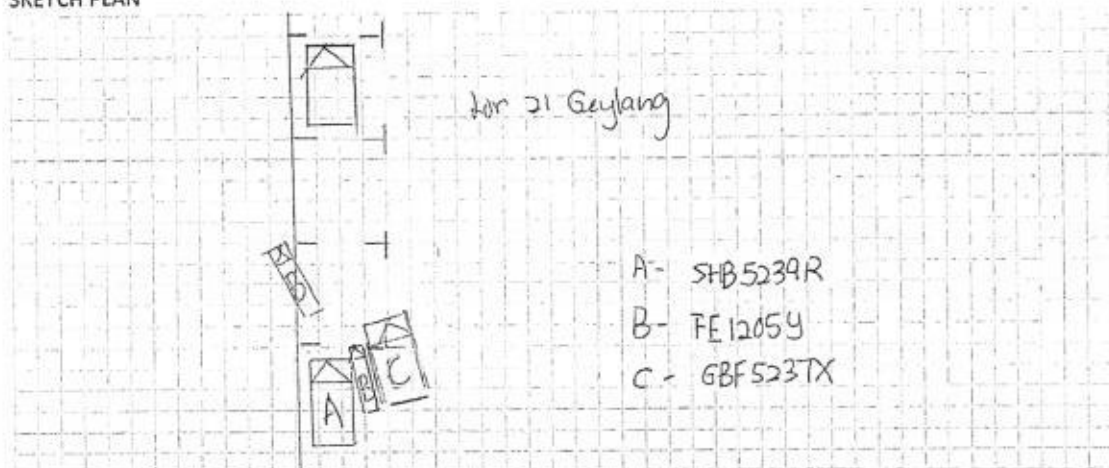 SKETCH PLAN
Lor 21 Geylang
B
A - SHB5239R
B - FE1205Y
C - GBF5237X
A
B
C